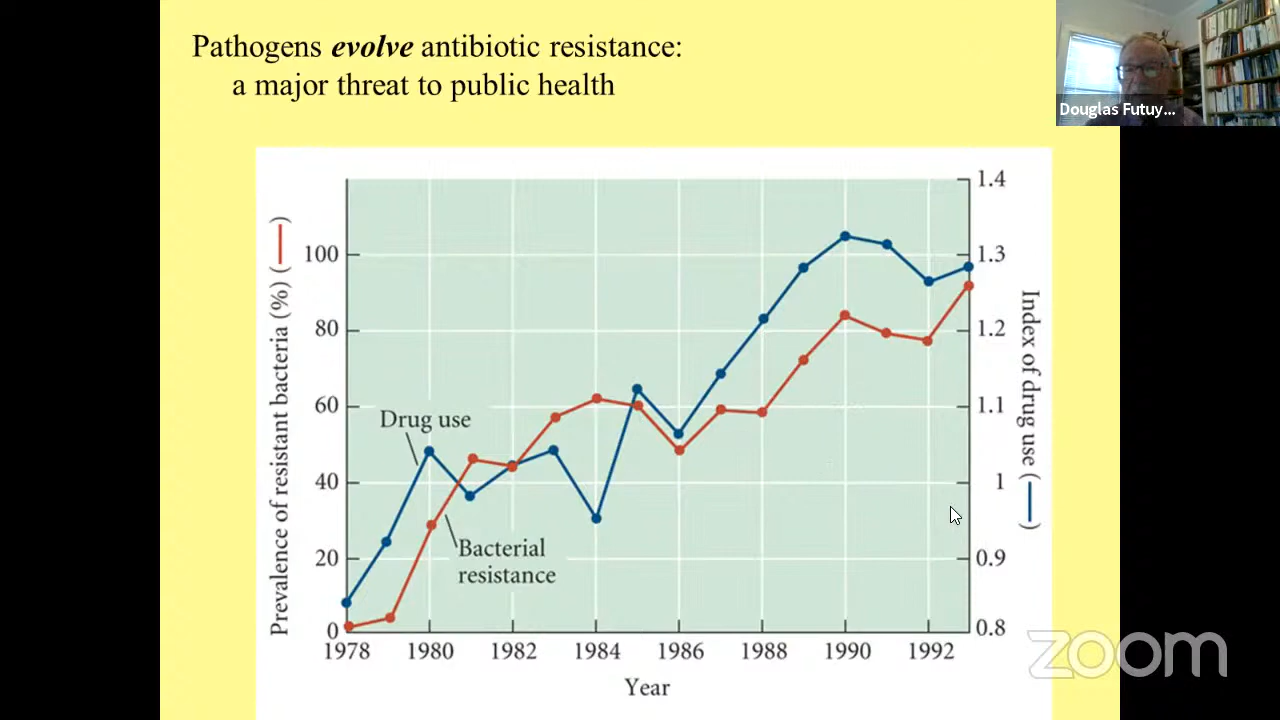 Pathogens evolve antibiotic resistance:
a major threat to public health
Douglas Futuy...
Prevalence of resistant bacteria (%) (—)
100
80
60
40
20
0
Drug use
Bacterial
resistance
1.4
1.3
1.2
1.1
1
0.9
0.8
Index of drug use (—)
1978 1980 1982 1984 1986 1988 1990 1992
Year
zoom